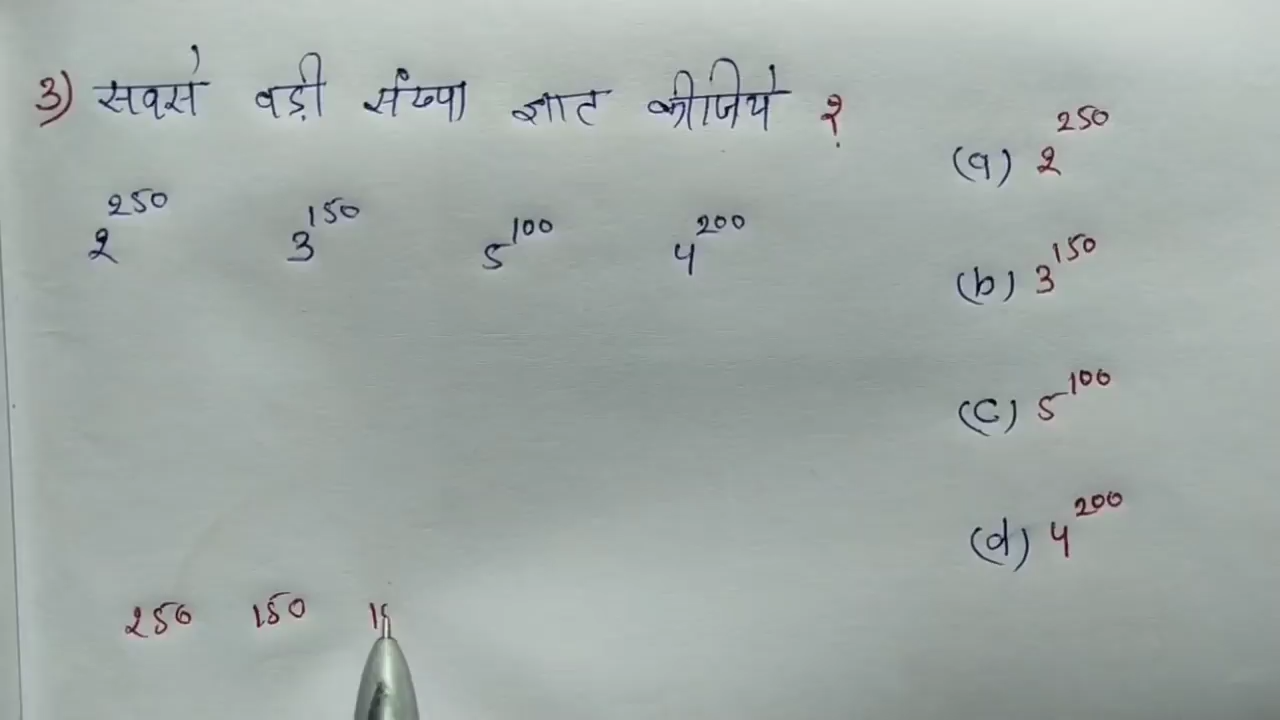 3) सबसे बड़ी संख्या ज्ञात कीजिये ?
2^250 3^150 5^100 4^200
(a) 2^250
(b) 3^150
(c) 5^100
(d) 4^200
250 150